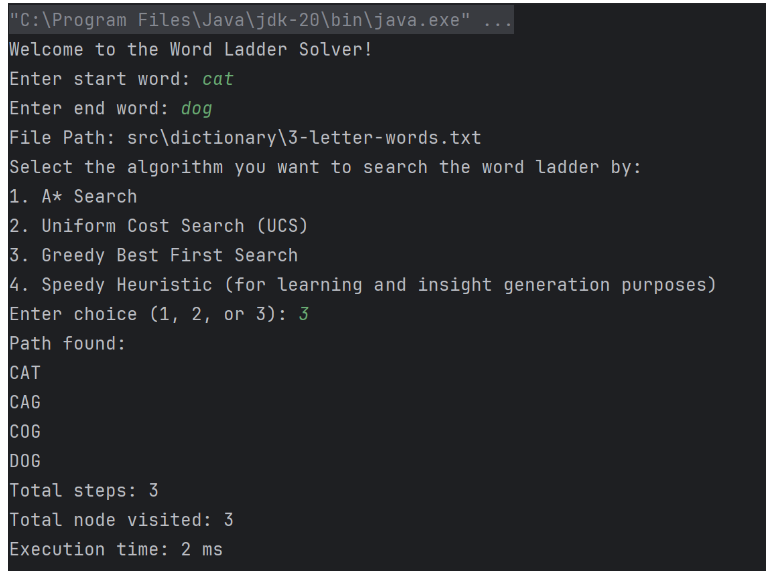 "C:\Program Files\Java\jdk-20\bin\java.exe" ...
Welcome to the Word Ladder Solver!
Enter start word: cat
Enter end word: dog
File Path: src\dictionary\3-letter-words.txt
Select the algorithm you want to search the word ladder by:
1. A* Search
2. Uniform Cost Search (UCS)
3. Greedy Best First Search
4. Speedy Heuristic (for learning and insight generation purposes)
Enter choice (1, 2, or 3): 3
Path found:
CAT
CAG
COG
DOG
Total steps: 3
Total node visited: 3
Execution time: 2 ms